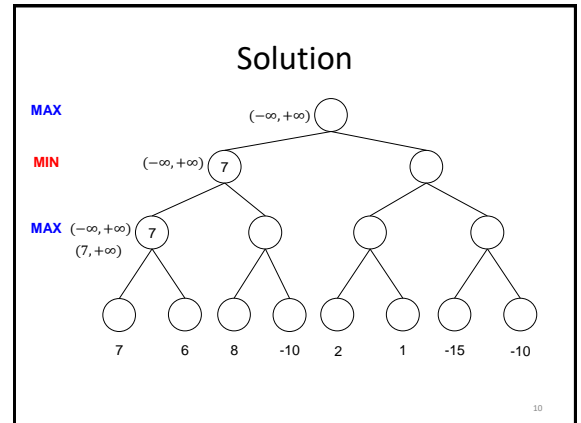 Solution
MAX (−∞, +∞)
MIN (−∞, +∞) 7
MAX (−∞, +∞) 7
(7, +∞)
7 6 8 -10 2 1 -15 -10
10